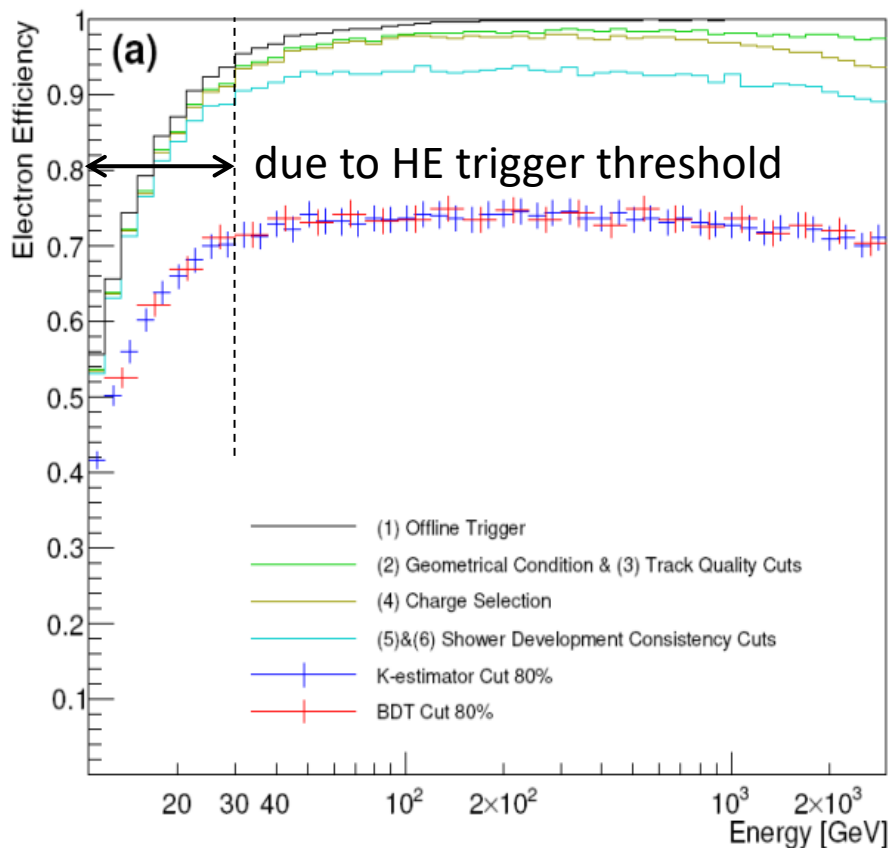 (a)
Electron Efficiency
1
0.9
0.8
0.7
0.6
0.5
0.4
0.3
0.2
0.1
due to HE trigger threshold
(1) Offline Trigger
(2) Geometrical Condition & (3) Track Quality Cuts
(4) Charge Selection
(5)&(6) Shower Development Consistency Cuts
K-estimator Cut 80%
BDT Cut 80%
20 30 40 10² 2×10² 10³ 2×10³
Energy [GeV]